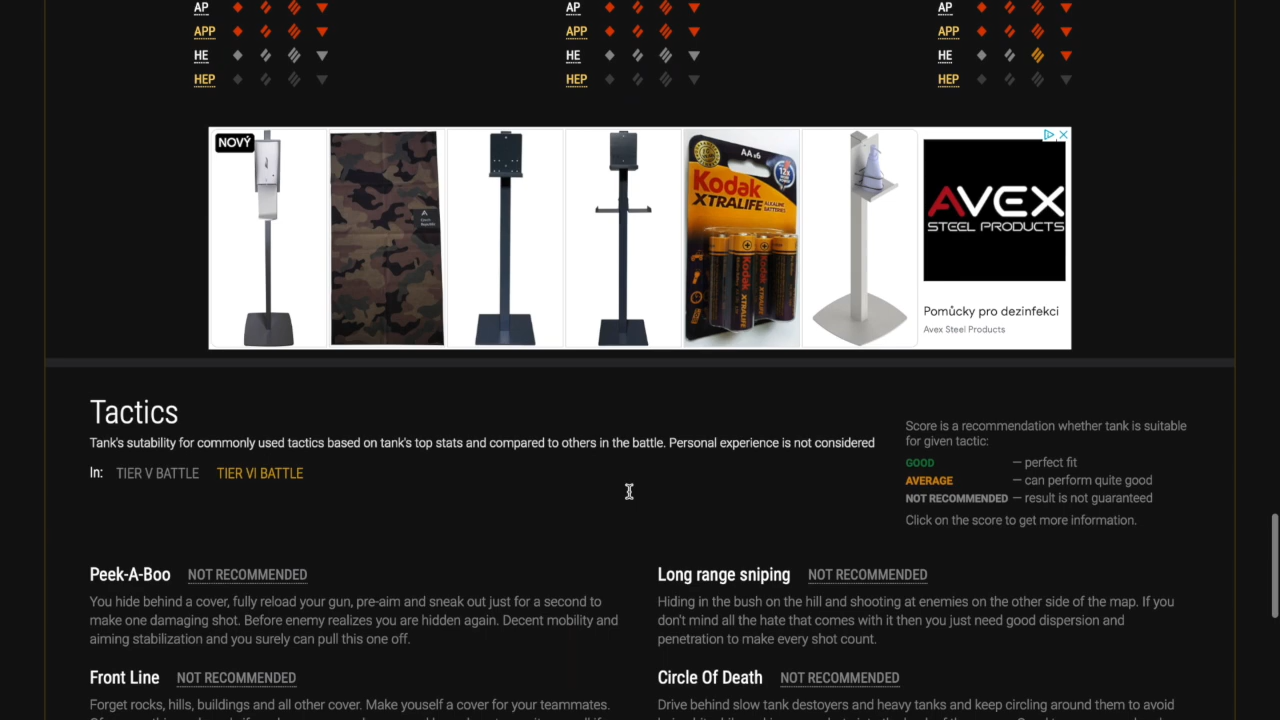 AP AP AP
APP APP APP
HE HE HE
HEP HEP HEP
NOVÝ
AA x6
Kodak
XTRALIFE ALKALINE BATTERIES
AVEX
STEEL PRODUCTS
Pomůcky pro dezinfekci
Avex Steel Products
Tactics
Tank's sutability for commonly used tactics based on tank's top stats and compared to others in the battle. Personal experience is not considered
In: TIER V BATTLE TIER VI BATTLE
Score is a recommendation whether tank is suitable
for given tactic:
GOOD — perfect fit
AVERAGE — can perform quite good
NOT RECOMMENDED — result is not guaranteed
Click on the score to get more information.
Peek-A-Boo NOT RECOMMENDED
You hide behind a cover, fully reload your gun, pre-aim and sneak out just for a second to
make one damaging shot. Before enemy realizes you are hidden again. Decent mobility and
aiming stabilization and you surely can pull this one off.
Long range sniping NOT RECOMMENDED
Hiding in the bush on the hill and shooting at enemies on the other side of the map. If you
don't mind all the hate that comes with it then you just need good dispersion and
penetration to make every shot count.
Front Line NOT RECOMMENDED
Forget rocks, hills, buildings and all other cover. Make youself a cover for your teammates.
Circle Of Death NOT RECOMMENDED
Drive behind slow tank destoyers and heavy tanks and keep circling around them to avoid